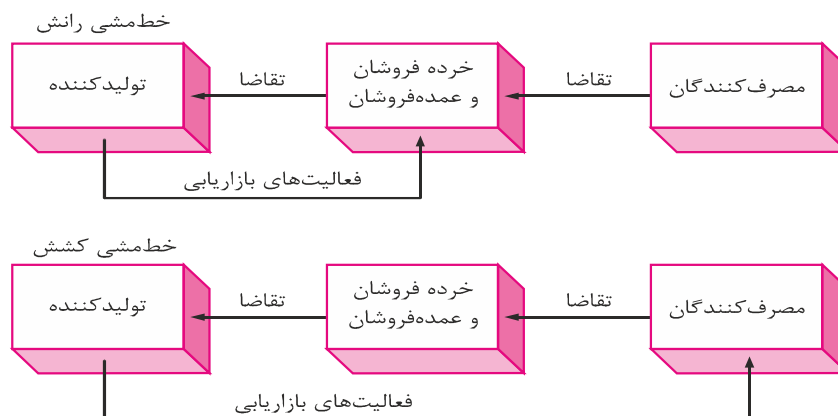 خط‌مشی رانش
مصرف‌کنندگان
تقاضا
خرده فروشان
و عمده‌فروشان
تقاضا
تولیدکننده
فعالیت‌های بازاریابی
خط‌مشی کشش
مصرف‌کنندگان
تقاضا
خرده فروشان
و عمده‌فروشان
تقاضا
تولیدکننده
فعالیت‌های بازاریابی